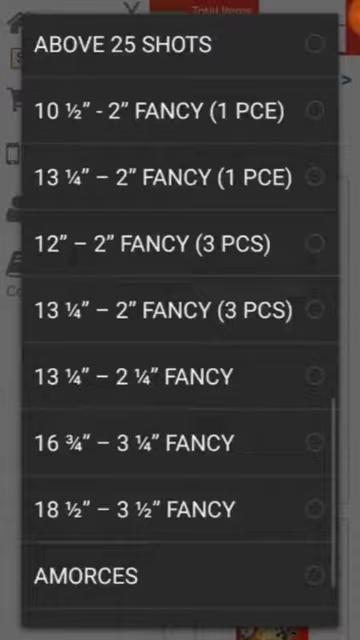 Total Items
ABOVE 25 SHOTS
10 ½” - 2” FANCY (1 PCE)
13 ¼” – 2” FANCY (1 PCE)
12” – 2” FANCY (3 PCS)
13 ¼” – 2” FANCY (3 PCS)
13 ¼” – 2 ¼” FANCY
16 ¾” – 3 ¼” FANCY
18 ½” – 3 ½” FANCY
AMORCES